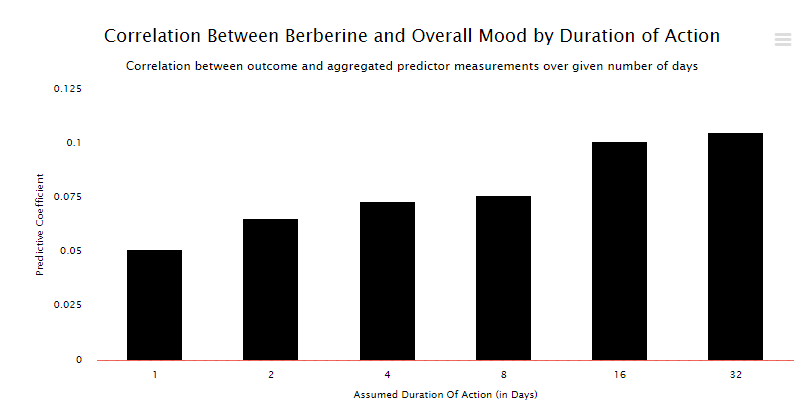 Correlation Between Berberine and Overall Mood by Duration of Action
Correlation between outcome and aggregated predictor measurements over given number of days
0.125
0.1
0.075
0.05
0.025
0
Predictive Coefficient
1 2 4 8 16 32
Assumed Duration Of Action (in Days)